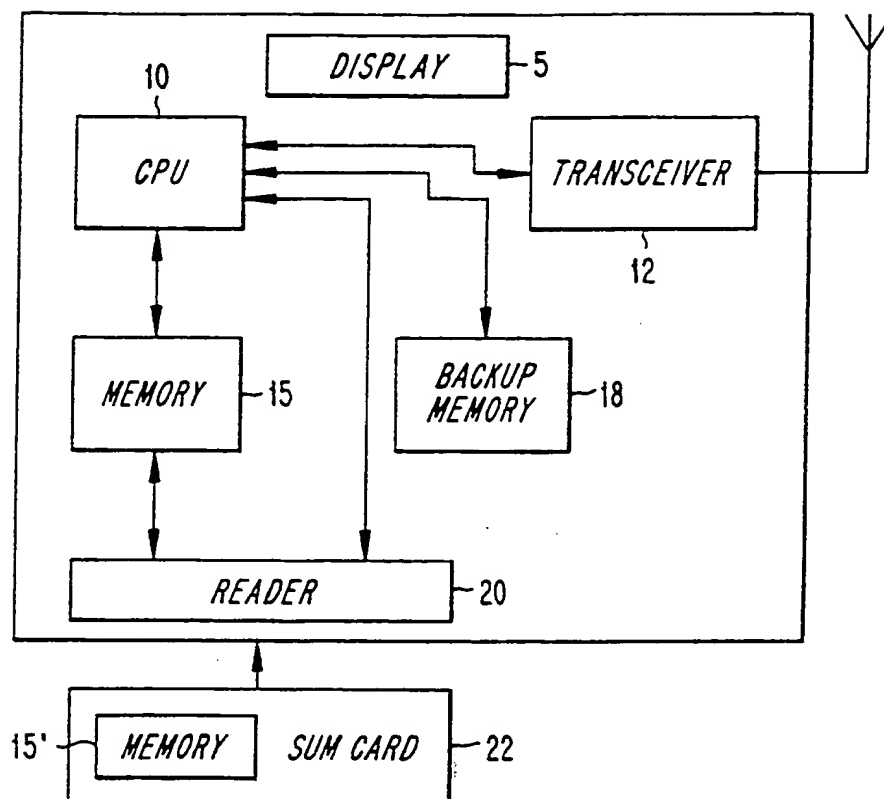 DISPLAY 5
10
CPU
TRANSCEIVER
12
MEMORY 15
BACKUP
MEMORY 18
READER 20
15' MEMORY SUM CARD 22